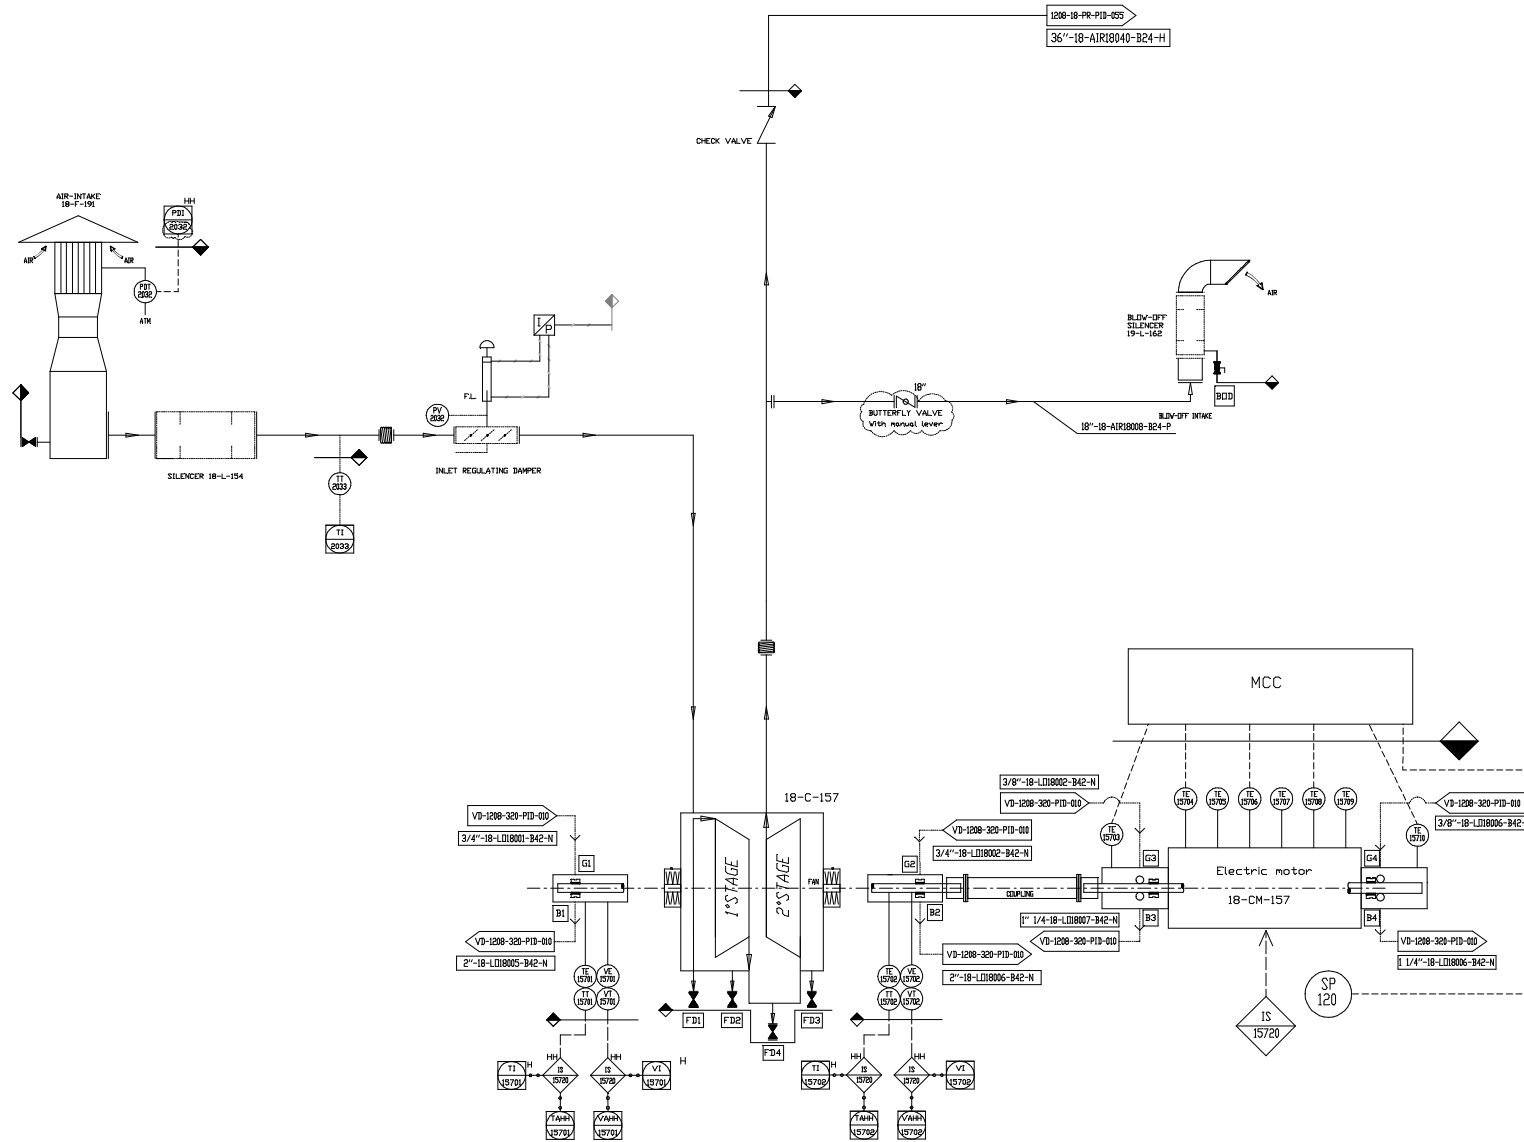 1208-18-PR-PID-055
36"-18-AIR18040-B24-H
CHECK VALVE
AIR-INTAKE
18-F-191
HH
PDI
2032
AIR
AIR
PDT
2032
ATM
SILENCER 18-L-154
TT
2033
TI
2033
I
P
F.L
PV
2032
INLET REGULATING DAMPER
18"
BUTTERFLY VALVE
With manual lever
18"-18-AIR18008-B24-P
BLOW-OFF
SILENCER
19-L-162
AIR
BOD
BLOW-OFF INTAKE
MCC
18-C-157
1°STAGE
2°STAGE
FAN
VD-1208-320-PID-010
3/4"-18-LO18001-B42-N
G1
B1
VD-1208-320-PID-010
2"-18-LO18005-B42-N
TE
15701
VE
15701
TT
15701
VT
15701
HH
HH
H
H
TI
15701
IS
15720
IS
15720
VI
15701
TAHH
15701
VAHH
15701
FD1
FD2
FD3
FD4
VD-1208-320-PID-010
3/4"-18-LO18002-B42-N
G2
B2
VD-1208-320-PID-010
2"-18-LO18006-B42-N
COUPLING
TE
15702
VE
15702
TT
15702
VT
15702
HH
HH
H
TI
15702
IS
15720
IS
15720
VI
15702
TAHH
15702
VAHH
15702
3/8"-18-LO18002-B42-N
VD-1208-320-PID-010
TE
15703
TE
15704
TE
15705
TE
15706
TE
15707
TE
15708
TE
15709
TE
15710
VD-1208-320-PID-010
3/8"-18-LO18006-B42-
G3
G4
Electric motor
18-CM-157
B3
B4
1" 1/4-18-LO18007-B42-N
VD-1208-320-PID-010
VD-1208-320-PID-010
1 1/4"-18-LO18006-B42-N
SP
120
IS
15720